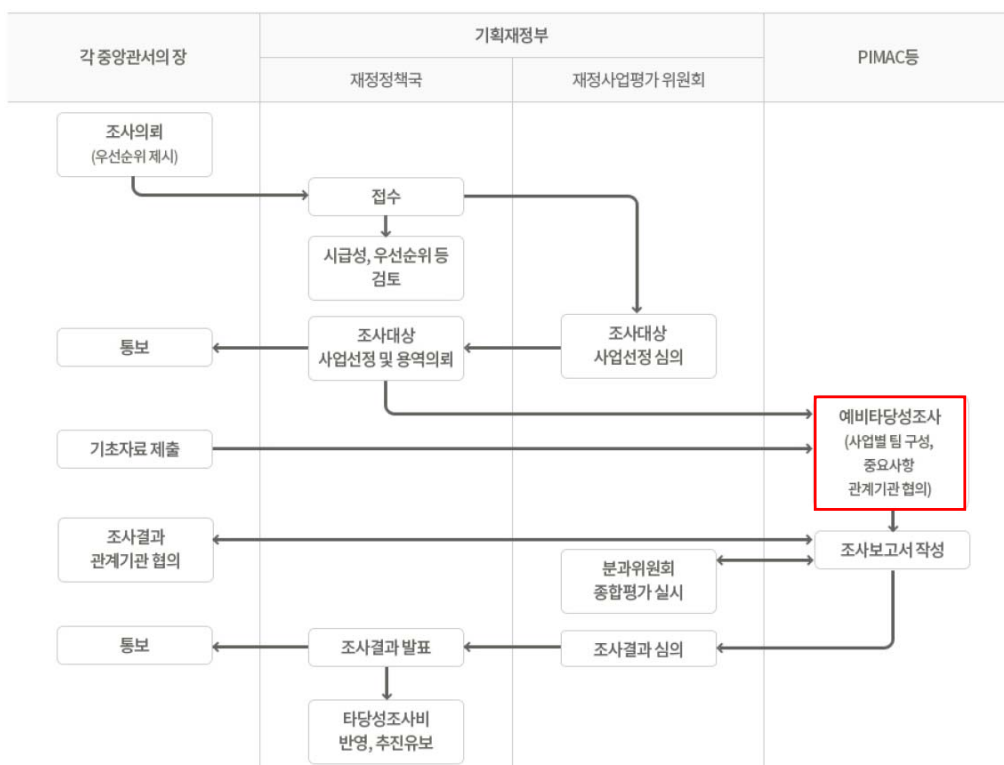 각 중앙관서의 장
기획재정부
PIMAC등
재정정책국
재정사업평가 위원회
조사의뢰
(우선순위 제시)
접수
시급성, 우선순위 등
검토
통보
조사대상
사업선정 및 용역의뢰
조사대상
사업선정 심의
예비타당성조사
(사업별 팀 구성,
중요사항
관계기관 협의)
기초자료 제출
조사결과
관계기관 협의
조사보고서 작성
분과위원회
종합평가 실시
통보
조사결과 발표
조사결과 심의
타당성조사비
반영, 추진유보